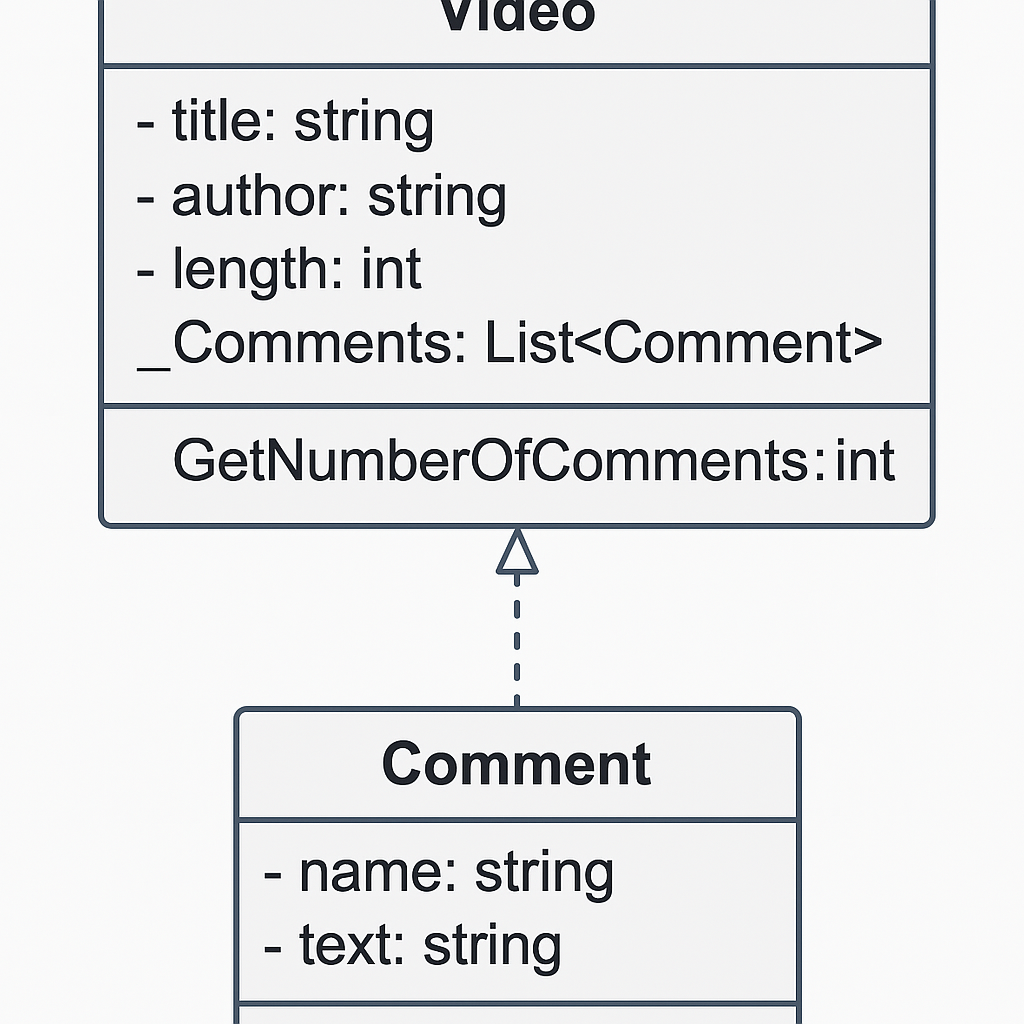 Video
- title: string
- author: string
- length: int
_Comments: List<Comment>
GetNumberOfComments: int
Comment
- name: string
- text: string